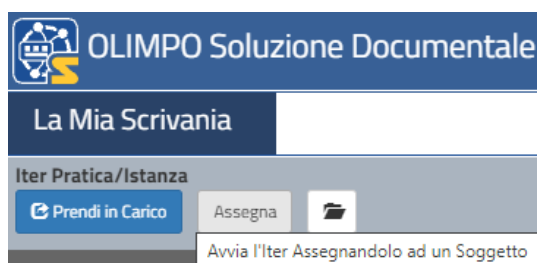 OLIMPO Soluzione Documentale
La Mia Scrivania
Iter Pratica/Istanza
Prendi in Carico Assegna
Avvia l'Iter Assegnandolo ad un Soggetto